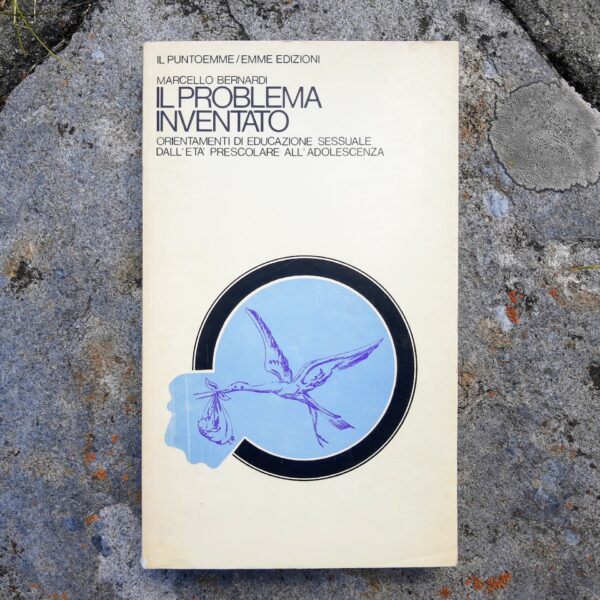 IL PUNTOEMME/EMME EDIZIONI
MARCELLO BERNARDI
IL PROBLEMA
INVENTATO
ORIENTAMENTI DI EDUCAZIONE SESSUALE
DALL'ETA' PRESCOLARE ALL'ADOLESCENZA